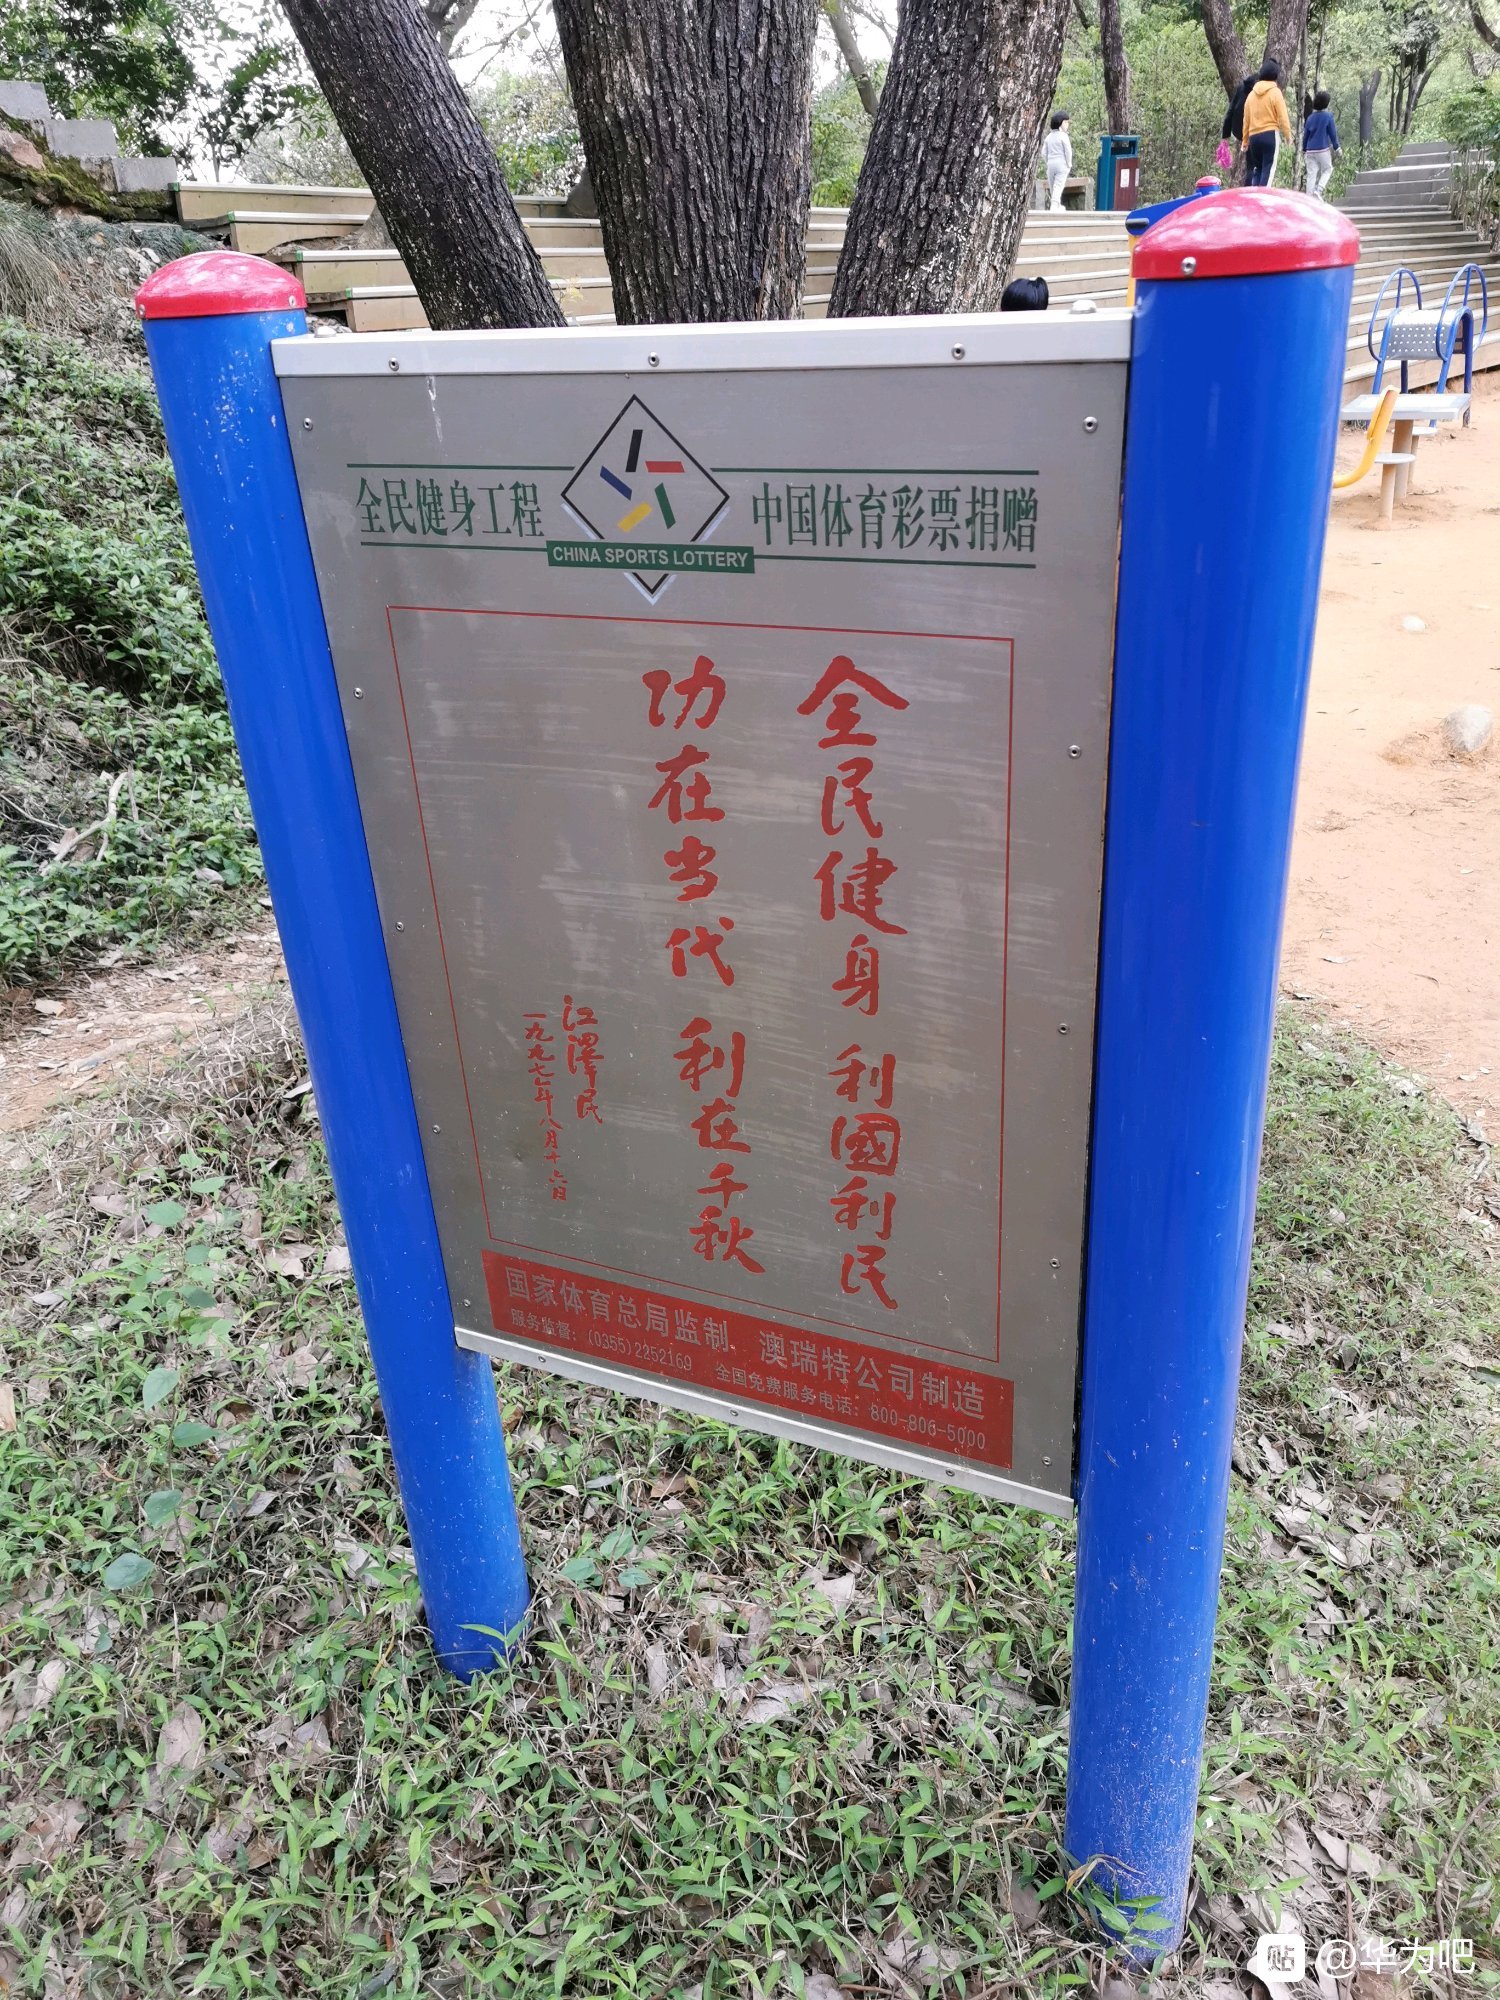 全民健身工程
中国体育彩票捐赠
CHINA SPORTS LOTTERY
全民健身 利國利民
功在当代 利在千秋
江澤民
一九九七年八月十六日
国家体育总局监制 澳瑞特公司制造
服务监督：(0355)2252169 全国免费服务电话：800-806-5000
贴 @华为吧